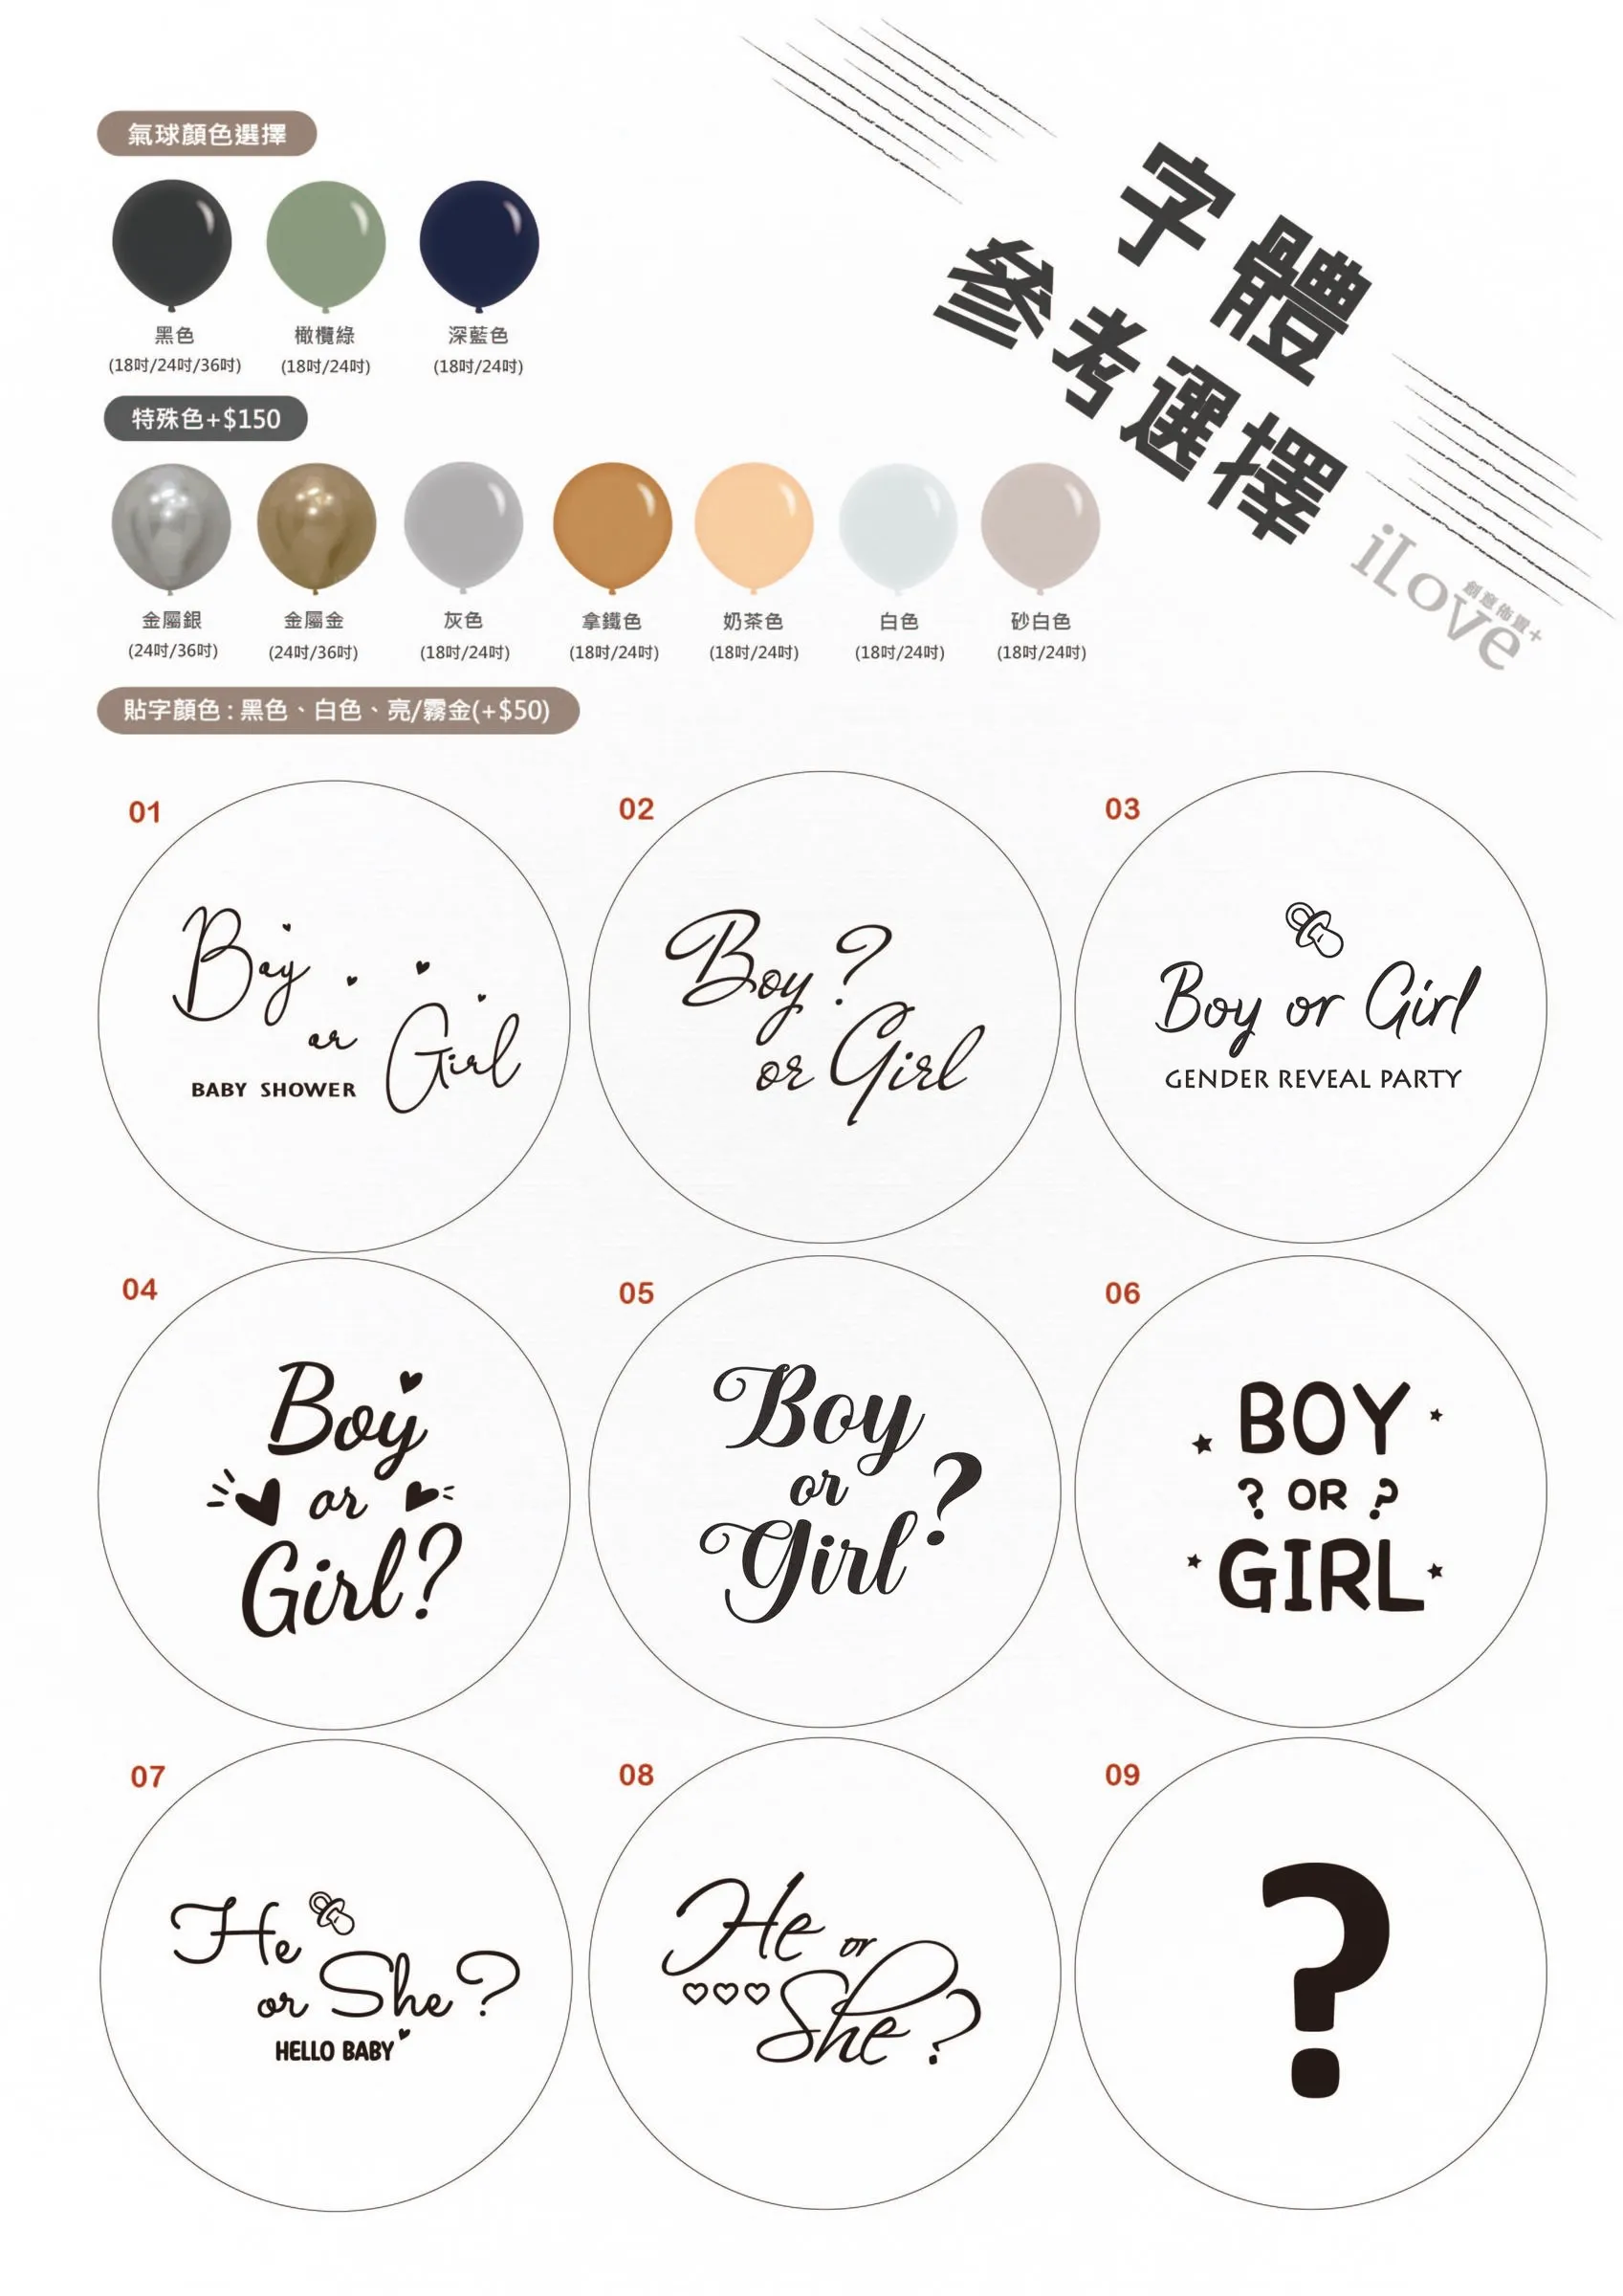 字體
參考選擇
iLove
創意佈置+
氣球顏色選擇
黑色 橄欖綠 深藍色
(18吋/24吋/36吋) (18吋/24吋) (18吋/24吋)
特殊色+$150
金屬銀 金屬金 灰色 拿鐵色 奶茶色 白色 砂白色
(24吋/36吋) (24吋/36吋) (18吋/24吋) (18吋/24吋) (18吋/24吋) (18吋/24吋) (18吋/24吋)
貼字顏色:黑色、白色、亮/霧金(+$50)
01
Boy
or
Girl
BABY SHOWER
02
Boy?
or Girl
03
Boy or Girl
GENDER REVEAL PARTY
04
Boy
or
Girl?
05
Boy
or
Girl?
06
BOY
? OR ?
GIRL
07
He
or She?
HELLO BABY
08
He or
She?
09
?